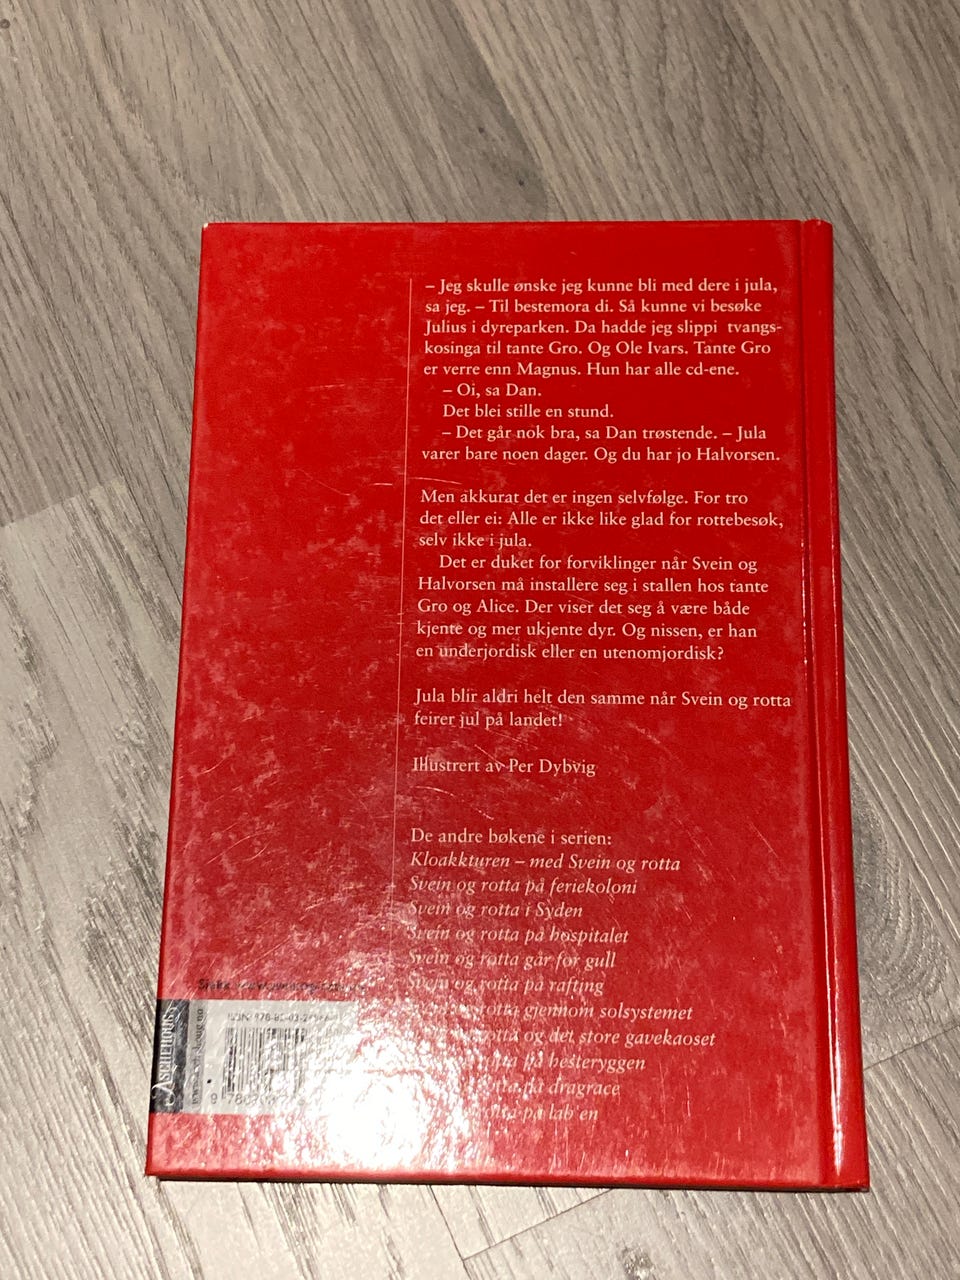 – Jeg skulle ønske jeg kunne bli med dere i jula,
sa jeg. – Til bestemora di. Så kunne vi besøke
Julius i dyreparken. Da hadde jeg slippi tvangs-
kosinga til tante Gro. Og Ole Ivars. Tante Gro
er verre enn Magnus. Hun har alle cd-ene.
– Oi, sa Dan.
Det blei stille en stund.
– Det går nok bra, sa Dan trøstende. – Jula
varer bare noen dager. Og du har jo Halvorsen.
Men akkurat det er ingen selvfølge. For tro
det eller ei: Alle er ikke like glad for rottebesøk,
selv ikke i jula.
Det er duket for forviklinger når Svein og
Halvorsen må installere seg i stallen hos tante
Gro og Alice. Der viser det seg å være både
kjente og mer ukjente dyr. Og nissen, er han
en underjordisk eller en utenomjordisk?
Jula blir aldri helt den samme når Svein og rotta
feirer jul på landet!
Illustrert av Per Dybvig
De andre bøkene i serien:
Kloakkturen – med Svein og rotta
Svein og rotta på feriekoloni
Svein og rotta i Syden
Svein og rotta på hospitalet
Svein og rotta går for gull
Svein og rotta på rafting
rotta gjennom solsystemet
rotta og det store gavekaoset
rotta på hesteryggen
rotta på dragrace
rotta på lab'en
ASCHEHOUG